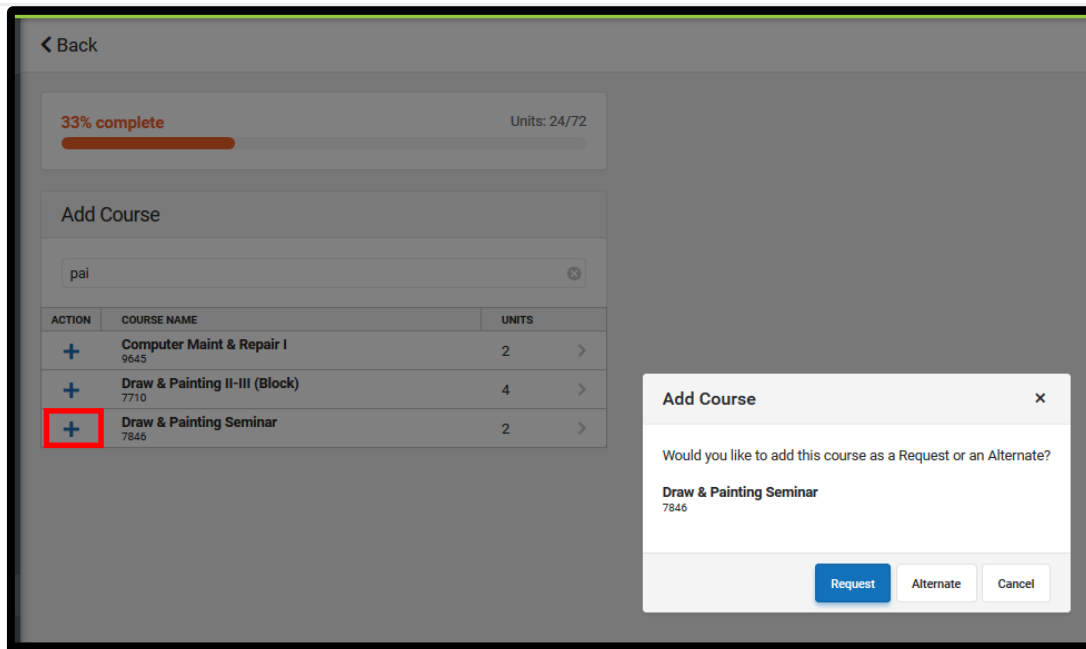 Back
33% complete Units: 24/72
Add Course
pai
ACTION COURSE NAME UNITS
Computer Maint & Repair I 2
9645
Draw & Painting II-III (Block) 4
7710
Draw & Painting Seminar 2
7846
Add Course
Would you like to add this course as a Request or an Alternate?
Draw & Painting Seminar
7846
Request Alternate Cancel